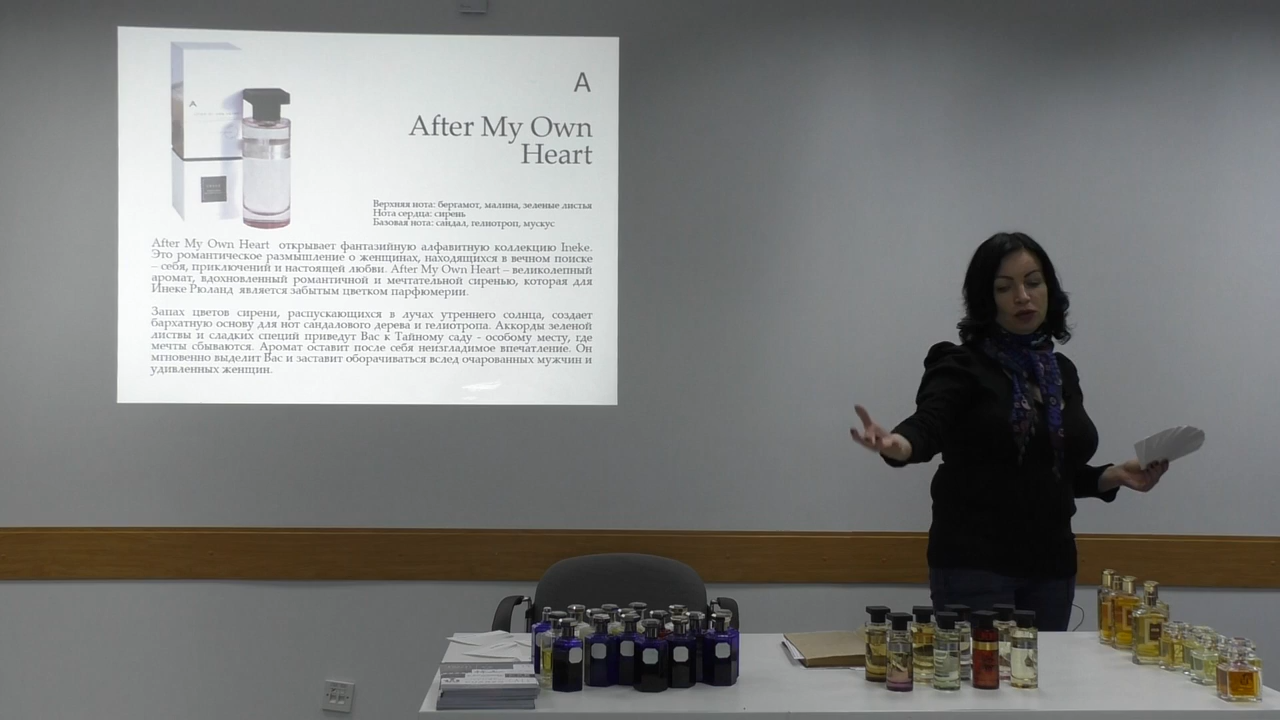 A
After My Own
Heart
Верхняя нота: бергамот, малина, зеленые листья
Нота сердца: сирень
Базовая нота: сандал, гелиотроп, мускус
After My Own Heart открывает фантазийную алфавитную коллекцию Ineke.
Это романтическое размышление о женщинах, находящихся в вечном поиске
– себя, приключений и настоящей любви. After My Own Heart – великолепный
аромат, вдохновленный романтичной и мечтательной сиренью, которая для
Инеке Рюланд является забытым цветком парфюмерии.
Запах цветов сирени, распускающихся в лучах утреннего солнца, создает
бархатную основу для нот сандалового дерева и гелиотропа. Аккорды зеленой
листвы и сладких специй приведут Вас к Тайному саду - особому месту, где
мечты сбываются. Аромат оставит после себя неизгладимое впечатление. Он
мгновенно выделит Вас и заставит оборачиваться вслед очарованных мужчин и
удивленных женщин.